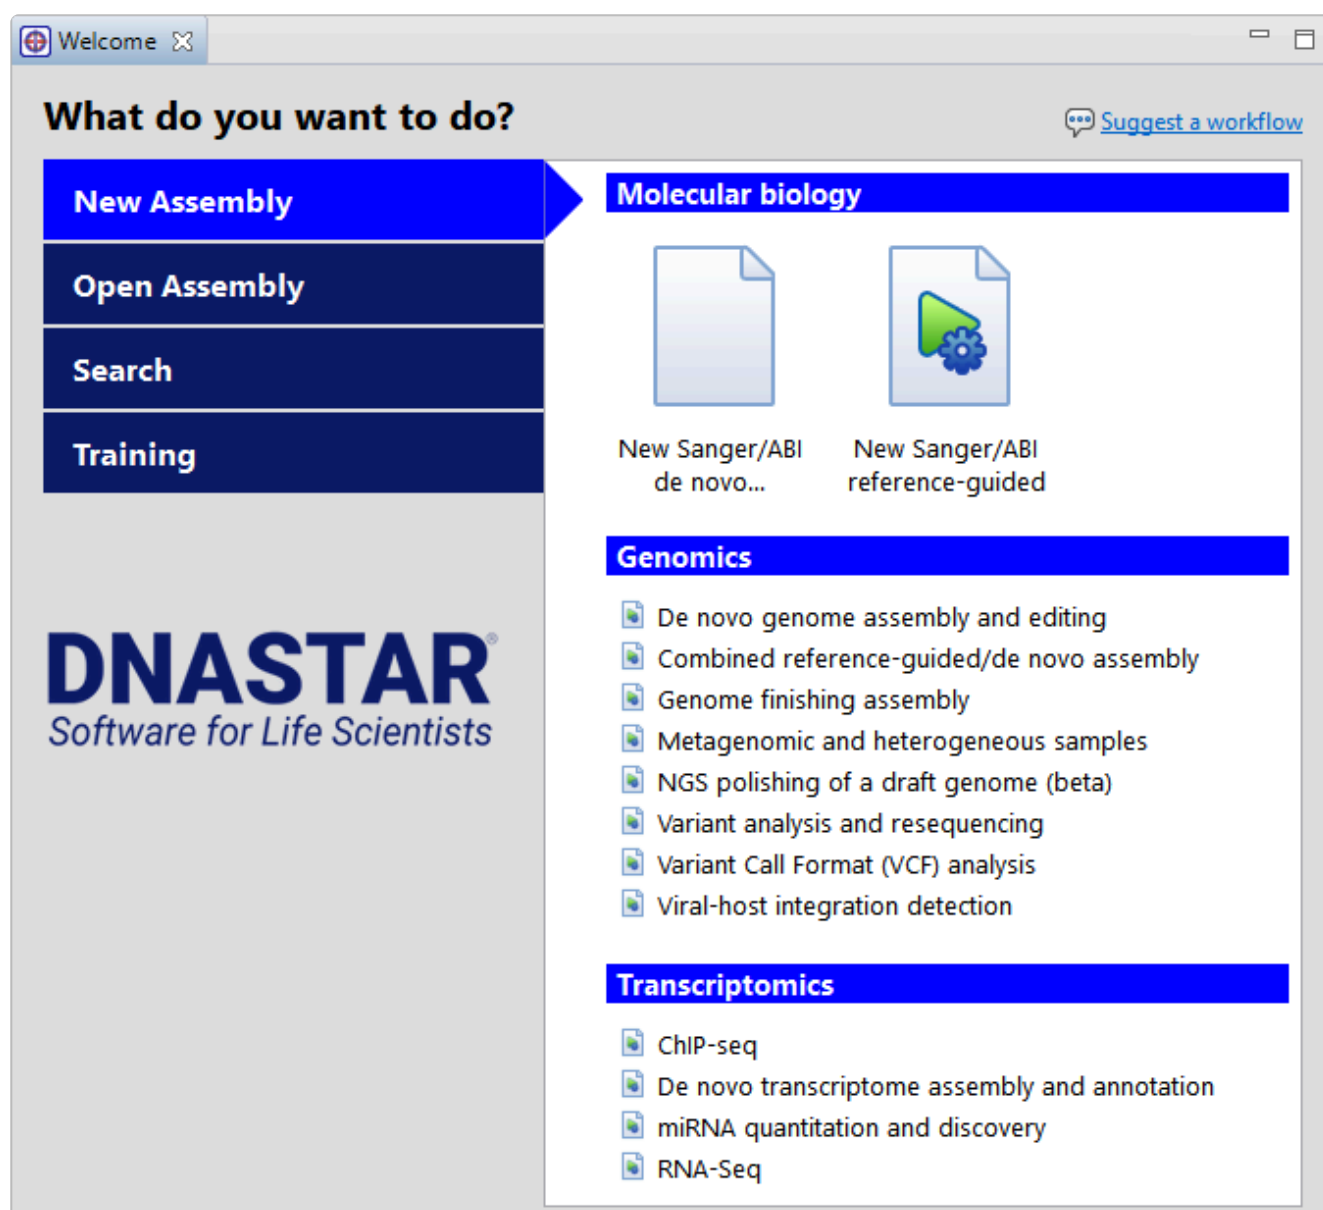 Welcome
What do you want to do?
Suggest a workflow
New Assembly
Open Assembly
Search
Training
DNASTAR®
Software for Life Scientists
Molecular biology
New Sanger/ABI
de novo...
New Sanger/ABI
reference-guided
Genomics
De novo genome assembly and editing
Combined reference-guided/de novo assembly
Genome finishing assembly
Metagenomic and heterogeneous samples
NGS polishing of a draft genome (beta)
Variant analysis and resequencing
Variant Call Format (VCF) analysis
Viral-host integration detection
Transcriptomics
ChIP-seq
De novo transcriptome assembly and annotation
miRNA quantitation and discovery
RNA-Seq